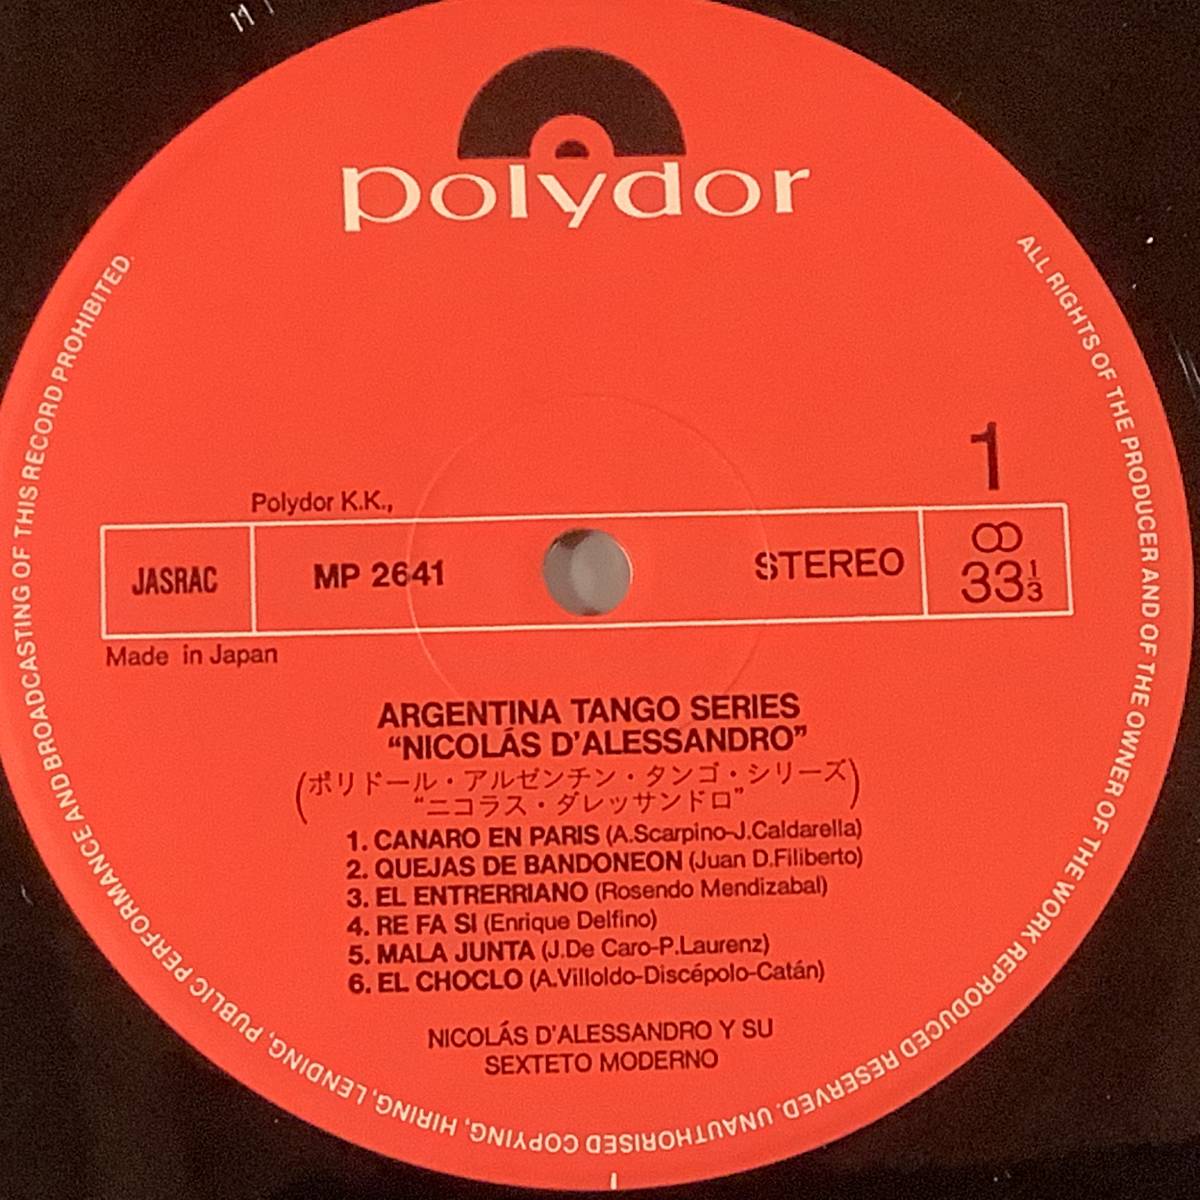 polydor
1
Polydor K.K.,
JASRAC MP 2641 STEREO 33 1/3
Made in Japan
ARGENTINA TANGO SERIES
“NICOLÁS D'ALESSANDRO”
(ポリドール・アルゼンチン・タンゴ・シリーズ
“ニコラス・ダレッサンドロ”)
1. CANARO EN PARIS (A.Scarpino-J.Caldarella)
2. QUEJAS DE BANDONEON (Juan D.Filiberto)
3. EL ENTRERRIANO (Rosendo Mendizabal)
4. RE FA SI (Enrique Delfino)
5. MALA JUNTA (J.De Caro-P.Laurenz)
6. EL CHOCLO (A.Villoldo-Discépolo-Catán)
NICOLÁS D'ALESSANDRO Y SU
SEXTETO MODERNO
ALL RIGHTS OF THE PRODUCER AND OF THE OWNER OF THE WORK REPRODUCED RESERVED. UNAUTHORISED COPYING, HIRING, LENDING, PUBLIC PERFORMANCE AND BROADCASTING OF THIS RECORD PROHIBITED.